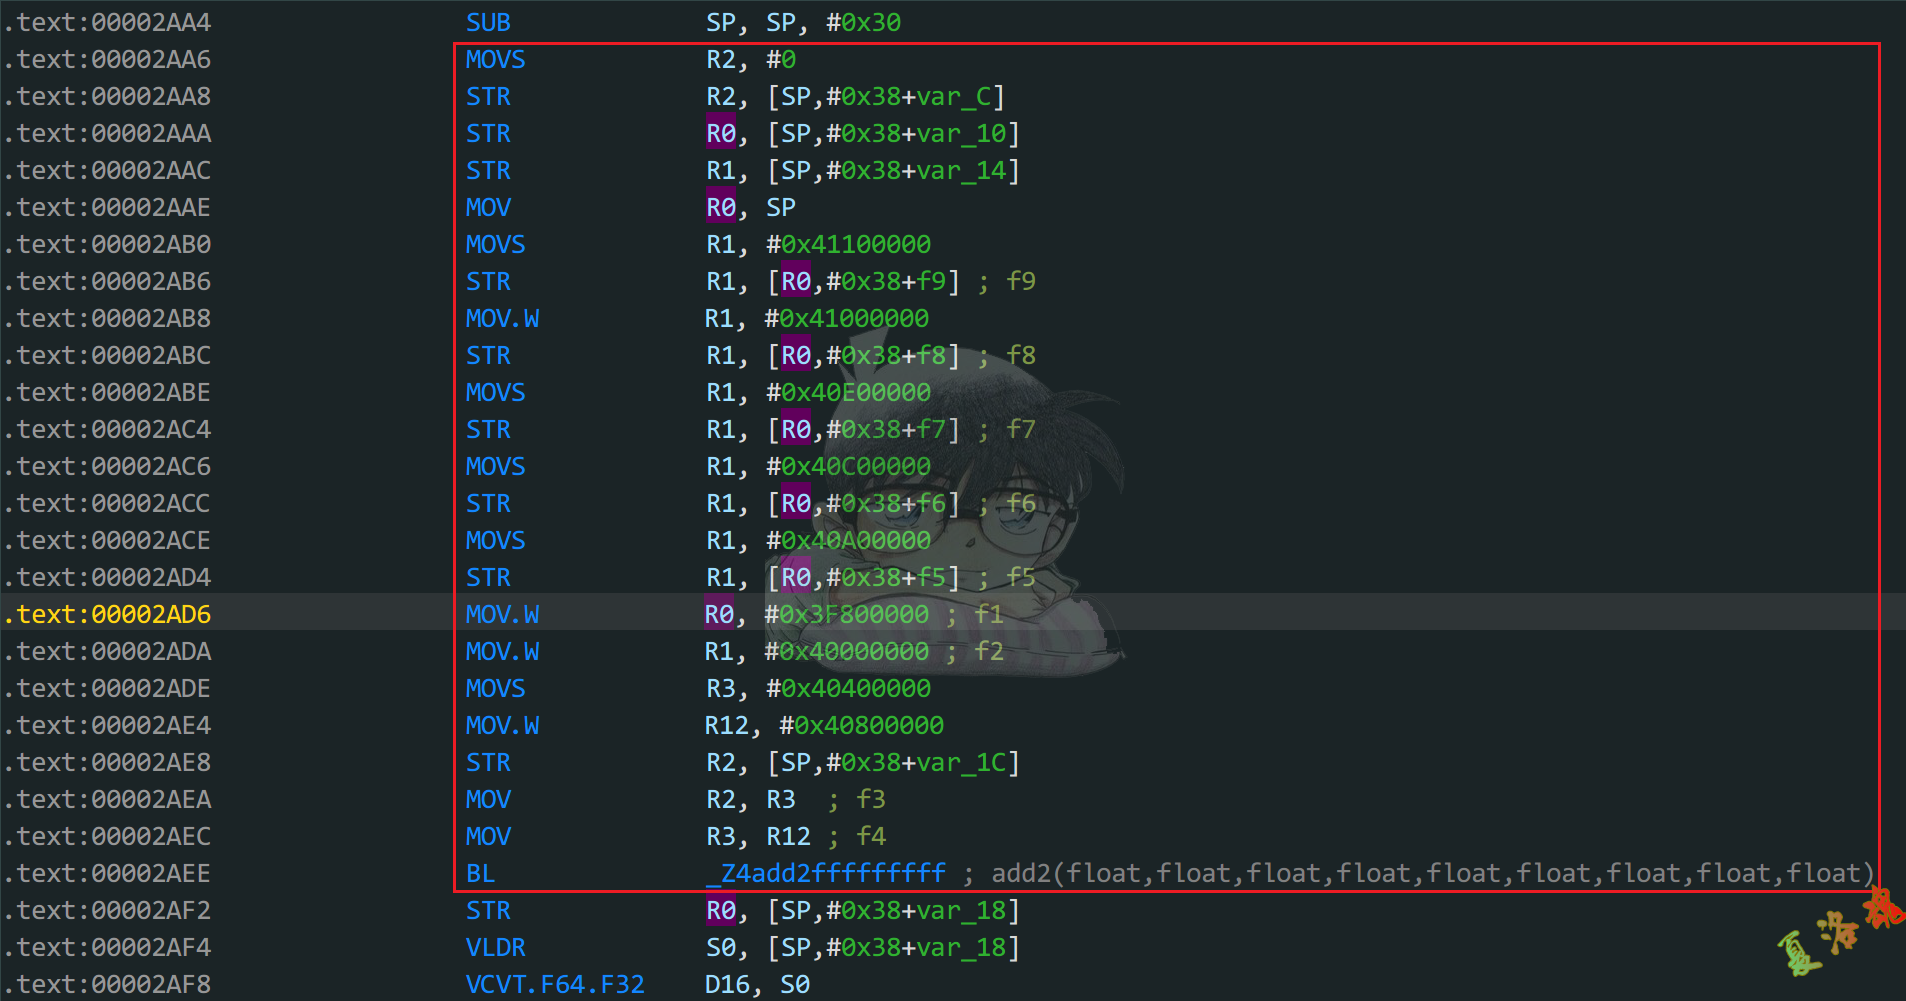 .text:00002AA4 SUB SP, SP, #0x30
.text:00002AA6 MOVS R2, #0
.text:00002AA8 STR R2, [SP,#0x38+var_C]
.text:00002AAA STR R0, [SP,#0x38+var_10]
.text:00002AAC STR R1, [SP,#0x38+var_14]
.text:00002AAE MOV R0, SP
.text:00002AB0 MOVS R1, #0x41100000
.text:00002AB6 STR R1, [R0,#0x38+f9] ; f9
.text:00002AB8 MOV.W R1, #0x41000000
.text:00002ABC STR R1, [R0,#0x38+f8] ; f8
.text:00002ABE MOVS R1, #0x40E00000
.text:00002AC4 STR R1, [R0,#0x38+f7] ; f7
.text:00002AC6 MOVS R1, #0x40C00000
.text:00002ACC STR R1, [R0,#0x38+f6] ; f6
.text:00002ACE MOVS R1, #0x40A00000
.text:00002AD4 STR R1, [R0,#0x38+f5] ; f5
.text:00002AD6 MOV.W R0, #0x3F800000 ; f1
.text:00002ADA MOV.W R1, #0x40000000 ; f2
.text:00002ADE MOVS R3, #0x40400000
.text:00002AE4 MOV.W R12, #0x40800000
.text:00002AE8 STR R2, [SP,#0x38+var_1C]
.text:00002AEA MOV R2, R3 ; f3
.text:00002AEC MOV R3, R12 ; f4
.text:00002AEE BL _Z4add2fffffffff ; add2(float,float,float,float,float,float,float,float,float)
.text:00002AF2 STR R0, [SP,#0x38+var_18]
.text:00002AF4 VLDR S0, [SP,#0x38+var_18]
.text:00002AF8 VCVT.F64.F32 D16, S0